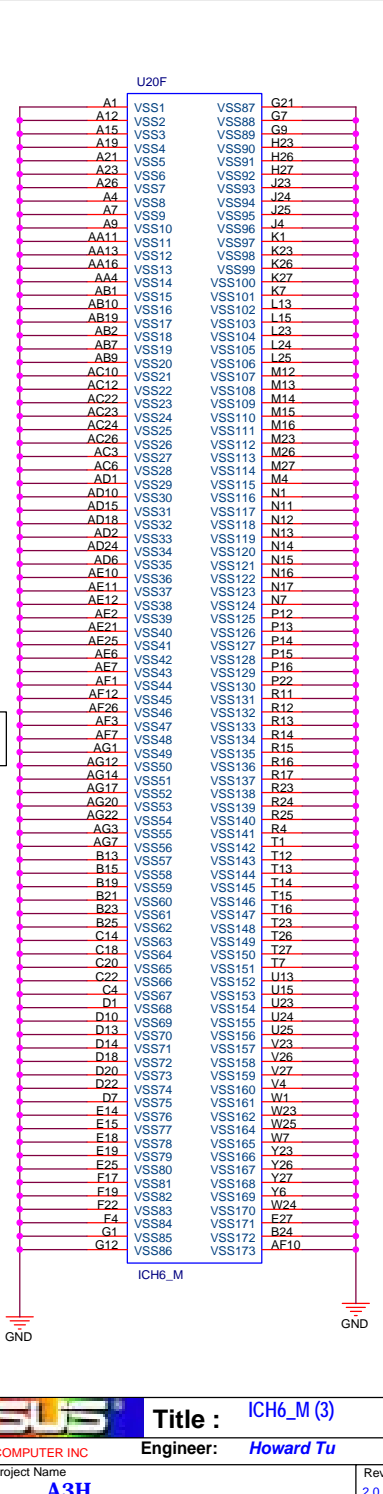 U20F
A1 VSS1 VSS87 G21
A12 VSS2 VSS88 G7
A15 VSS3 VSS89 G9
A19 VSS4 VSS90 H23
A21 VSS5 VSS91 H26
A23 VSS6 VSS92 H27
A26 VSS7 VSS93 J23
A4 VSS8 VSS94 J24
A7 VSS9 VSS95 J25
A9 VSS10 VSS96 J4
AA11 VSS11 VSS97 K1
AA13 VSS12 VSS98 K23
AA16 VSS13 VSS99 K26
AA4 VSS14 VSS100 K27
AB1 VSS15 VSS101 K7
AB10 VSS16 VSS102 L13
AB19 VSS17 VSS103 L15
AB2 VSS18 VSS104 L23
AB7 VSS19 VSS105 L24
AB9 VSS20 VSS106 L25
AC10 VSS21 VSS107 M12
AC12 VSS22 VSS108 M13
AC22 VSS23 VSS109 M14
AC23 VSS24 VSS110 M15
AC24 VSS25 VSS111 M16
AC26 VSS26 VSS112 M23
AC3 VSS27 VSS113 M26
AC6 VSS28 VSS114 M27
AD1 VSS29 VSS115 M4
AD10 VSS30 VSS116 N1
AD15 VSS31 VSS117 N11
AD18 VSS32 VSS118 N12
AD2 VSS33 VSS119 N13
AD24 VSS34 VSS120 N14
AD6 VSS35 VSS121 N15
AE10 VSS36 VSS122 N16
AE11 VSS37 VSS123 N17
AE12 VSS38 VSS124 N7
AE2 VSS39 VSS125 P12
AE21 VSS40 VSS126 P13
AE25 VSS41 VSS127 P14
AE6 VSS42 VSS128 P15
AE7 VSS43 VSS129 P16
AF1 VSS44 VSS130 P22
AF12 VSS45 VSS131 R11
AF26 VSS46 VSS132 R12
AF3 VSS47 VSS133 R13
AF7 VSS48 VSS134 R14
AG1 VSS49 VSS135 R15
AG12 VSS50 VSS136 R16
AG14 VSS51 VSS137 R17
AG17 VSS52 VSS138 R23
AG20 VSS53 VSS139 R24
AG22 VSS54 VSS140 R25
AG3 VSS55 VSS141 R4
AG7 VSS56 VSS142 T1
B13 VSS57 VSS143 T12
B15 VSS58 VSS144 T13
B19 VSS59 VSS145 T14
B21 VSS60 VSS146 T15
B23 VSS61 VSS147 T16
B25 VSS62 VSS148 T23
C14 VSS63 VSS149 T26
C18 VSS64 VSS150 T27
C20 VSS65 VSS151 T7
C22 VSS66 VSS152 U13
C4 VSS67 VSS153 U15
D1 VSS68 VSS154 U23
D10 VSS69 VSS155 U24
D13 VSS70 VSS156 U25
D14 VSS71 VSS157 V23
D18 VSS72 VSS158 V26
D20 VSS73 VSS159 V27
D22 VSS74 VSS160 V4
D7 VSS75 VSS161 W1
E14 VSS76 VSS162 W23
E15 VSS77 VSS164 W25
E18 VSS78 VSS165 W7
E19 VSS79 VSS166 Y23
E25 VSS80 VSS167 Y26
F17 VSS81 VSS168 Y27
F19 VSS82 VSS169 Y6
F22 VSS83 VSS170 W24
F4 VSS84 VSS171 E27
G1 VSS85 VSS172 B24
G12 VSS86 VSS173 AF10
ICH6_M
GND GND
SUS Title : ICH6_M (3)
COMPUTER INC Engineer: Howard Tu
roject Name Rev
A3H 2.0